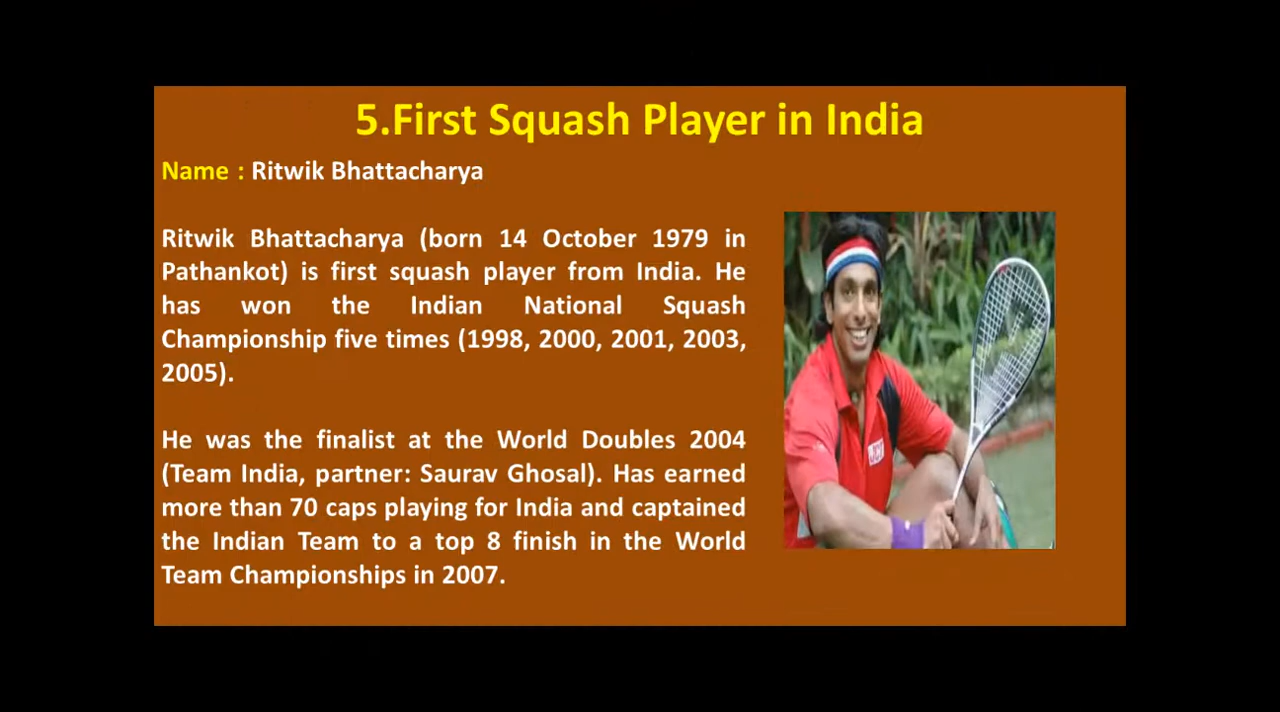 5.First Squash Player in India
Name : Ritwik Bhattacharya
Ritwik Bhattacharya (born 14 October 1979 in
Pathankot) is first squash player from India. He
has won the Indian National Squash
Championship five times (1998, 2000, 2001, 2003,
2005).
He was the finalist at the World Doubles 2004
(Team India, partner: Saurav Ghosal). Has earned
more than 70 caps playing for India and captained
the Indian Team to a top 8 finish in the World
Team Championships in 2007.